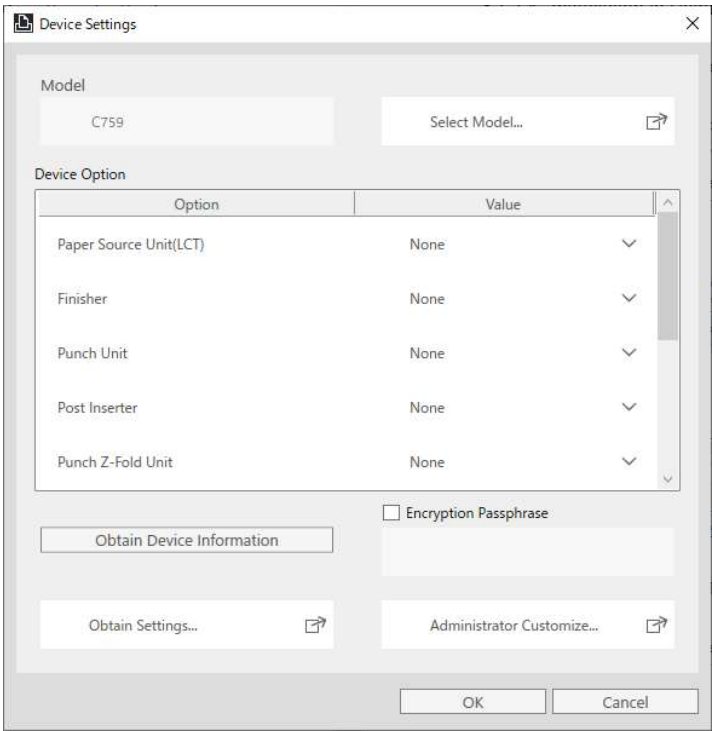 Device Settings
Model
C759
Select Model...
Device Option
Option Value
Paper Source Unit(LCT) None
Finisher None
Punch Unit None
Post Inserter None
Punch Z-Fold Unit None
Encryption Passphrase
Obtain Device Information
Obtain Settings... Administrator Customize...
OK Cancel